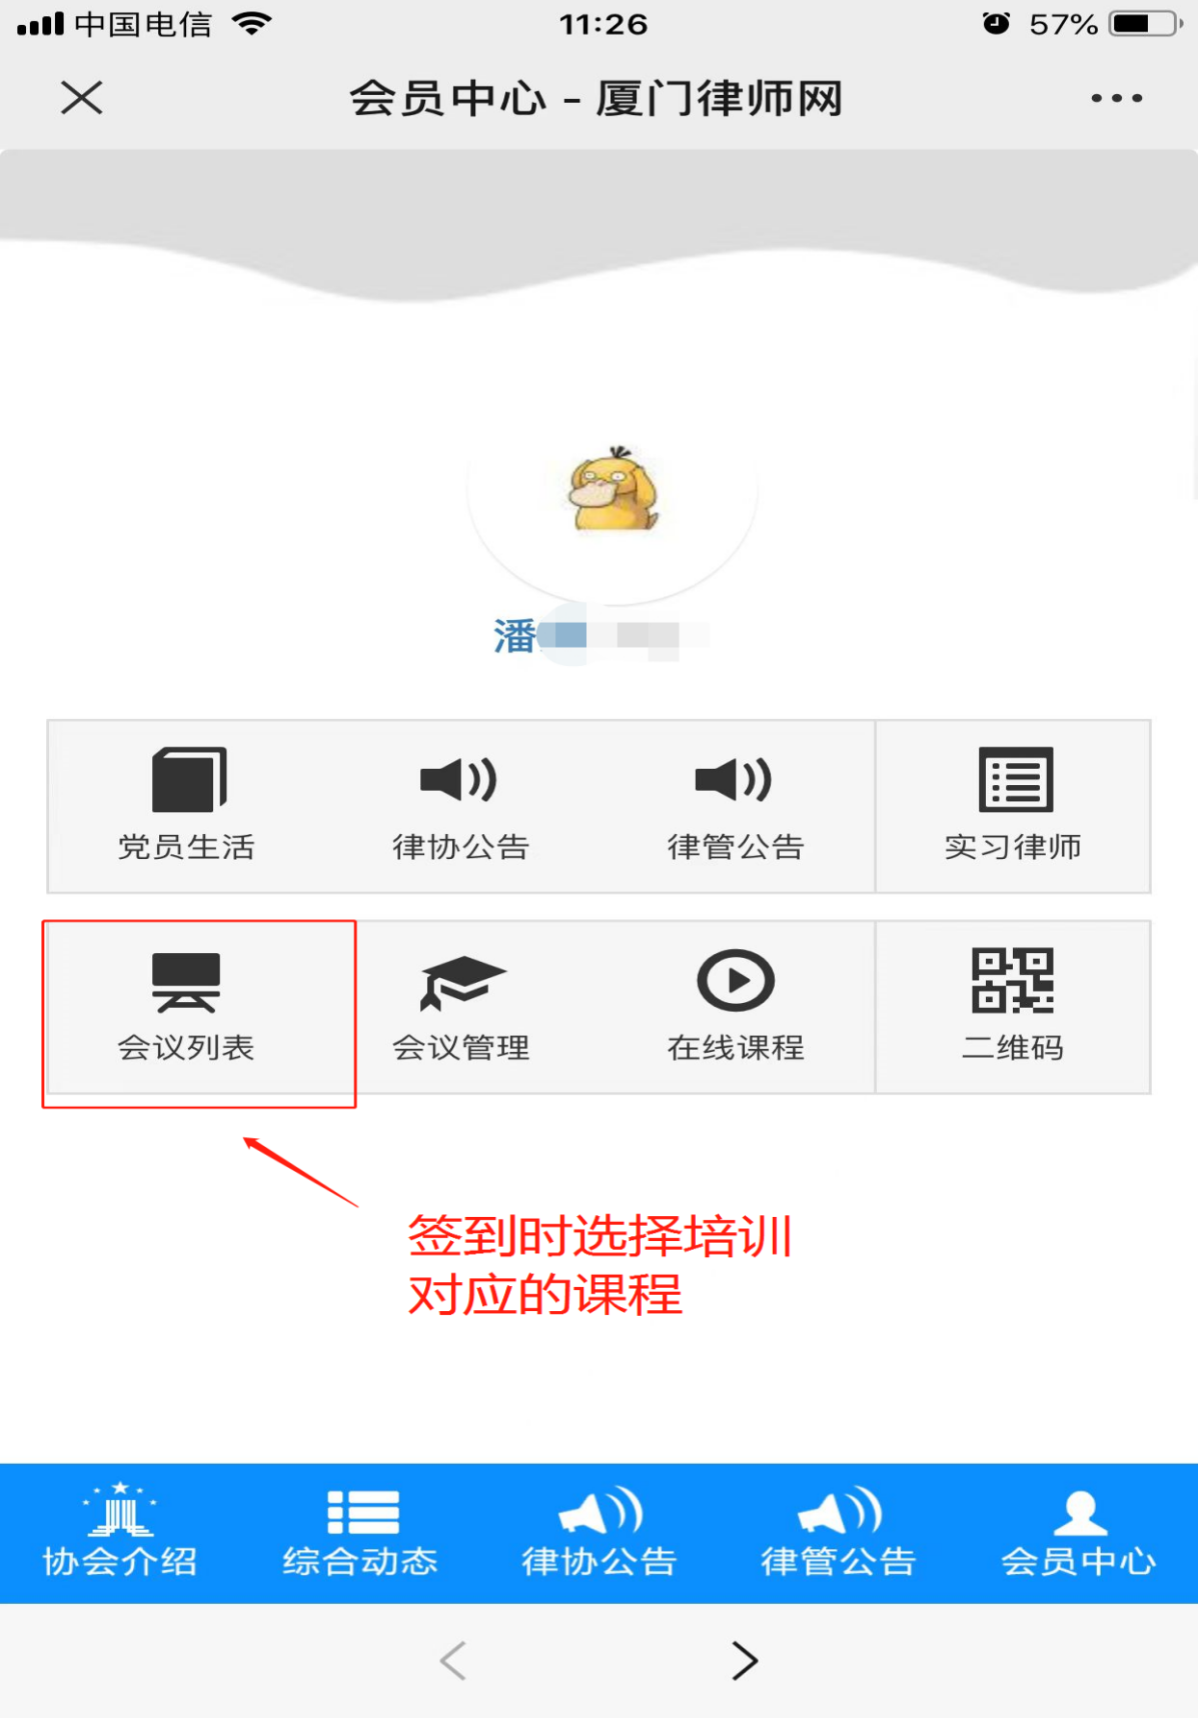 中国电信 11:26 57%
会员中心 - 厦门律师网
潘
党员生活 律协公告 律管公告 实习律师
会议列表 会议管理 在线课程 二维码
签到时选择培训
对应的课程
协会介绍 综合动态 律协公告 律管公告 会员中心